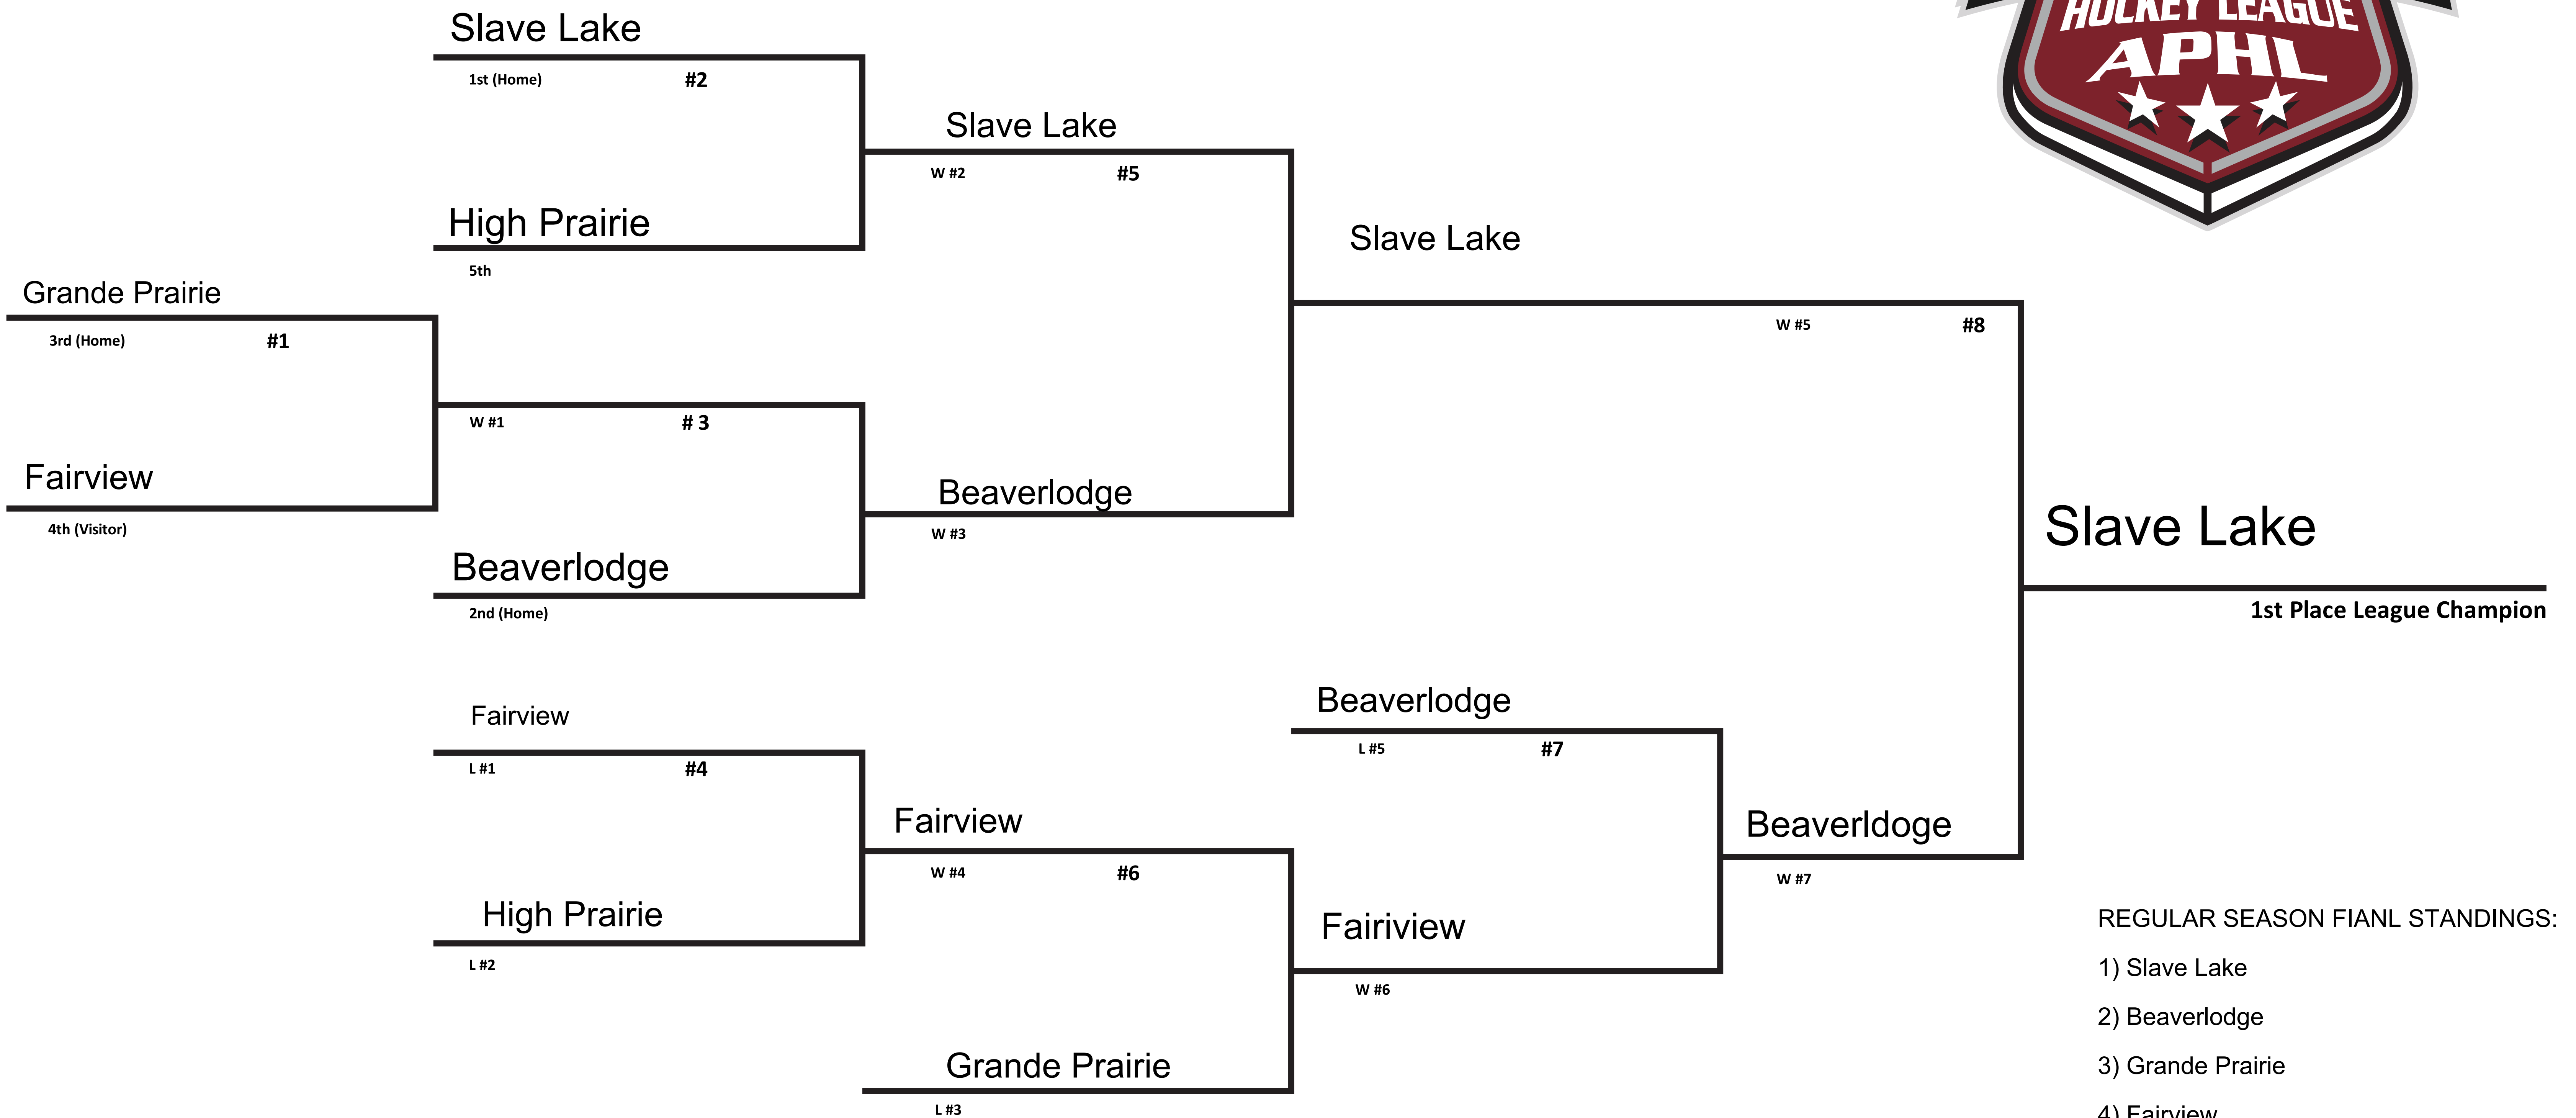 HOCKEY LEAGUE
APHL
Slave Lake
1st (Home) #2
Slave Lake
W #2 #5
High Prairie
5th
Slave Lake
W #5 #8
Grande Prairie
3rd (Home) #1
W #1 # 3
Fairview
4th (Visitor)
Beaverlodge
W #3
Beaverlodge
2nd (Home)
Slave Lake
1st Place League Champion
Fairview
L #1 #4
Beaverlodge
L #5 #7
Fairview
W #4 #6
Beaverldoge
W #7
High Prairie
L #2
Fairiview
W #6
Grande Prairie
L #3
REGULAR SEASON FIANL STANDINGS:
1) Slave Lake
2) Beaverlodge
3) Grande Prairie
4) Fairview